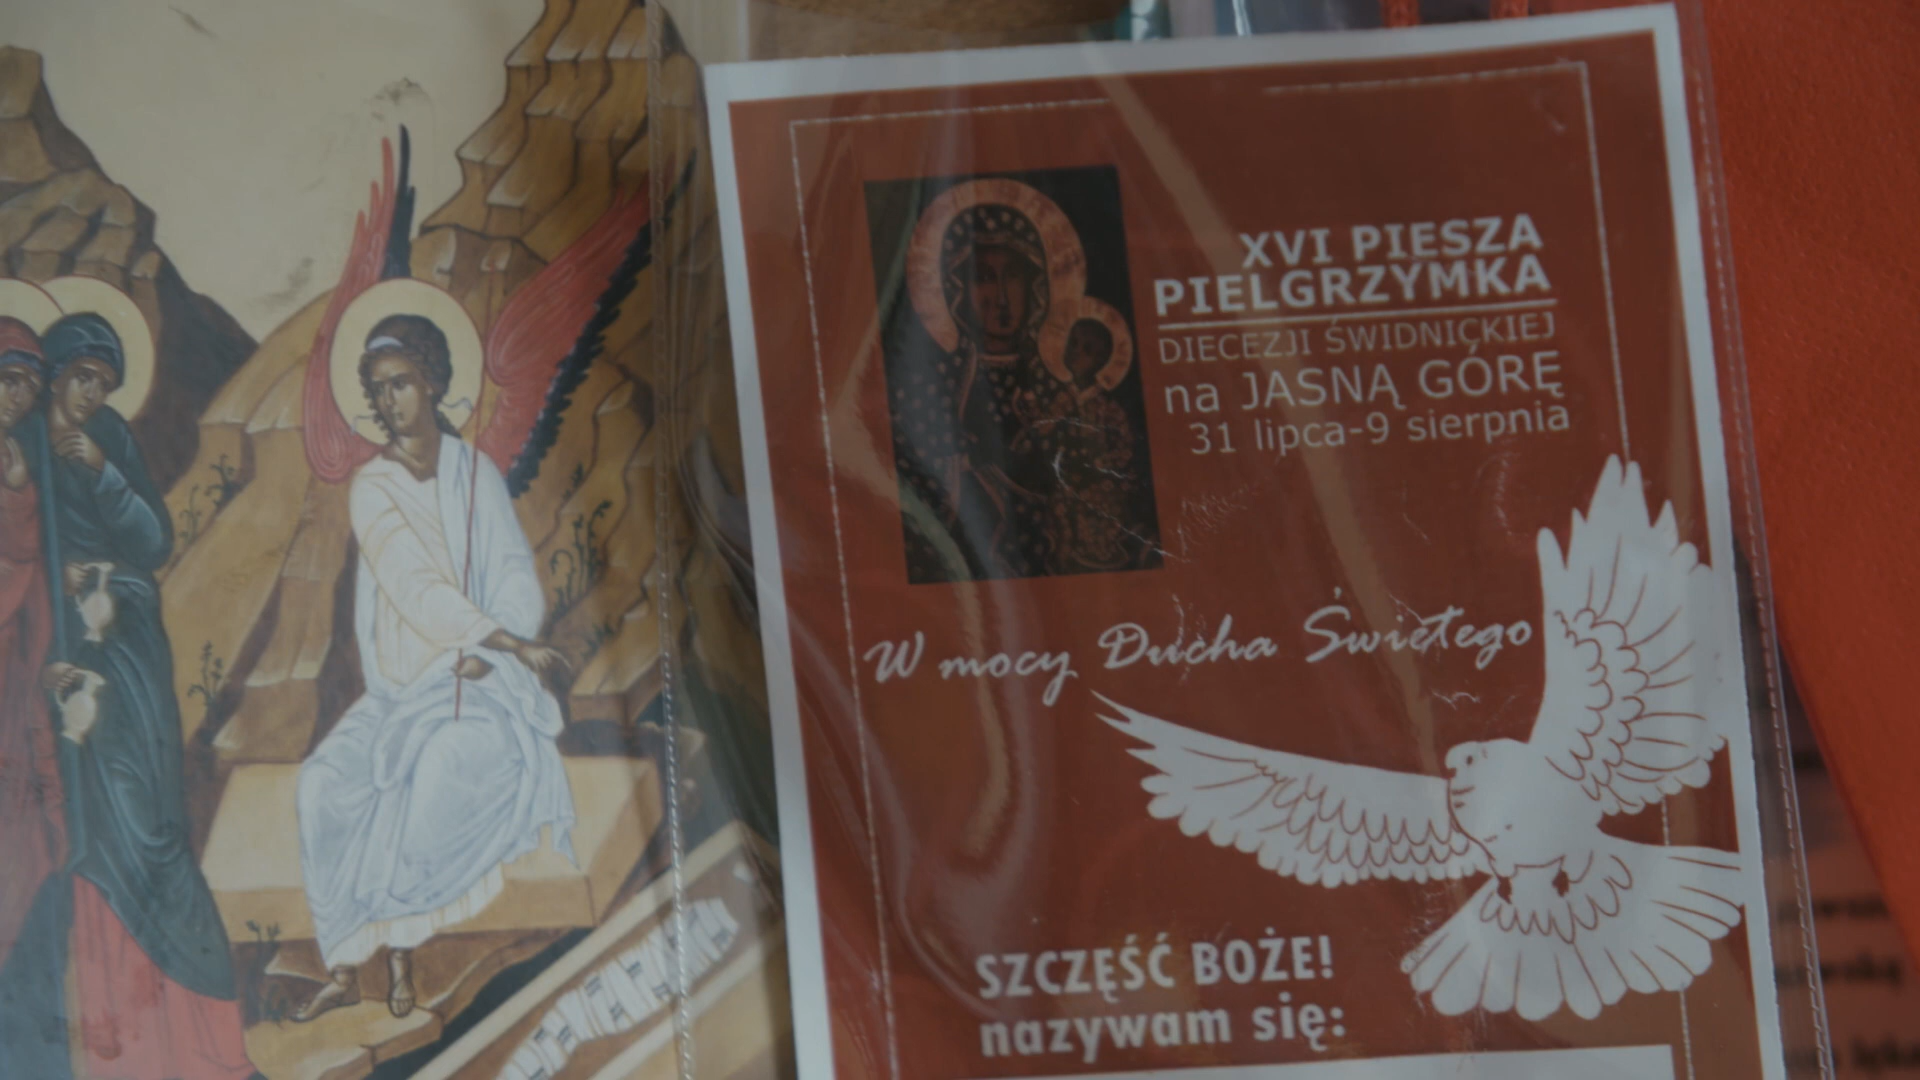 XVI PIESZA
PIELGRZYMKA
DIECEZJI ŚWIDNICKIEJ
na JASNĄ GÓRĘ
31 lipca-9 sierpnia
W mocy Ducha Świętego
SZCZĘŚĆ BOŻE!
nazywam się: